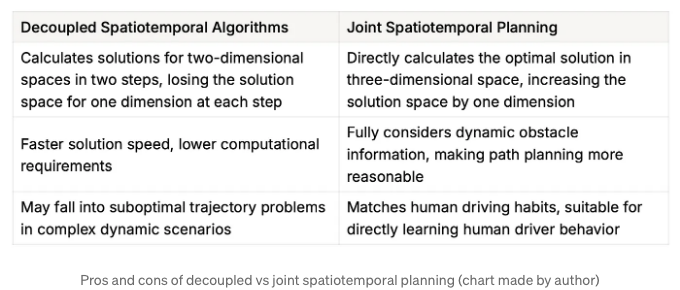 Decoupled Spatiotemporal Algorithms
Joint Spatiotemporal Planning
Calculates solutions for two-dimensional
spaces in two steps, losing the solution
space for one dimension at each step
Directly calculates the optimal solution in
three-dimensional space, increasing the
solution space by one dimension
Faster solution speed, lower computational
requirements
Fully considers dynamic obstacle
information, making path planning more
reasonable
May fall into suboptimal trajectory problems
in complex dynamic scenarios
Matches human driving habits, suitable for
directly learning human driver behavior
Pros and cons of decoupled vs joint spatiotemporal planning (chart made by author)